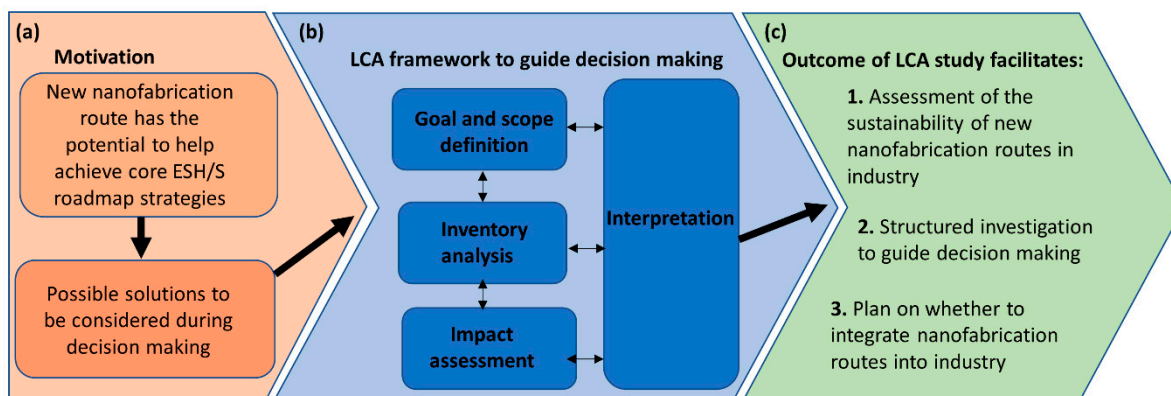 (a)
Motivation
New nanofabrication
route has the
potential to help
achieve core ESH/S
roadmap strategies
Possible solutions to
be considered during
decision making
(b)
LCA framework to guide decision making
Goal and scope
definition
Inventory
analysis
Impact
assessment
Interpretation
(c)
Outcome of LCA study facilitates:
1. Assessment of the
sustainability of new
nanofabrication routes in
industry
2. Structured investigation
to guide decision making
3. Plan on whether to
integrate nanofabrication
routes into industry